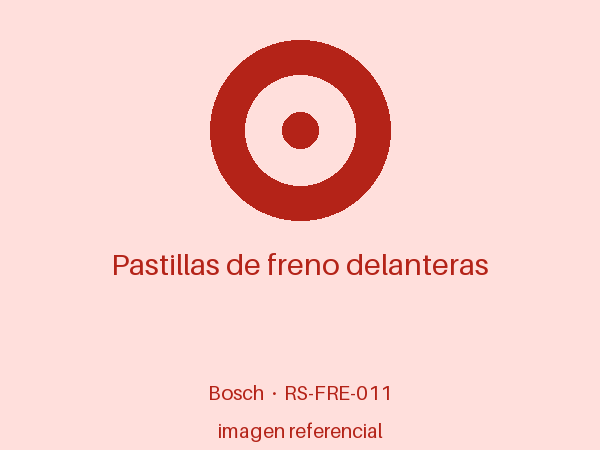 Pastillas de freno delanteras
Bosch · RS-FRE-011
imagen referencial